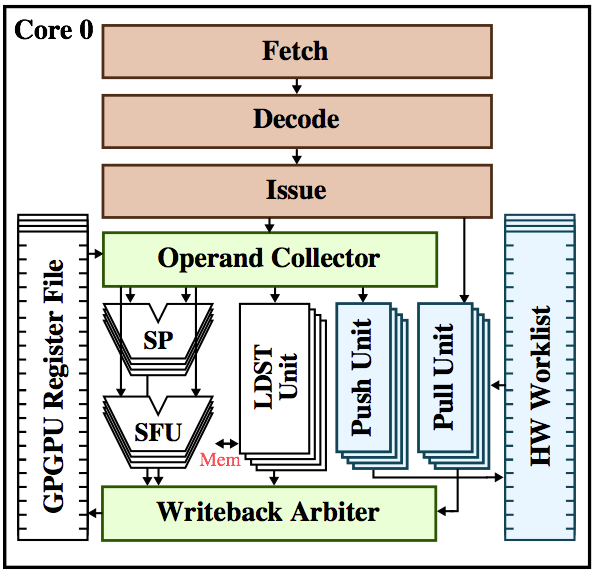 Core 0
Fetch
Decode
Issue
GPGPU Register File
Operand Collector
SP
SFU
LDST
Unit
Mem
Push Unit
Pull Unit
HW Worklist
Writeback Arbiter